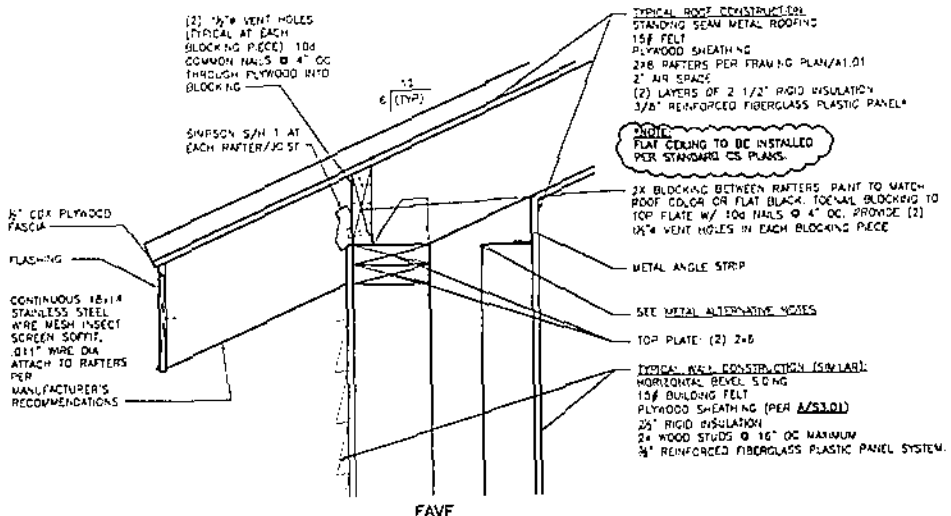 (2) 1½"ø VENT HOLES
(TYPICAL AT EACH
BLOCKING PIECE) 10d
COMMON NAILS @ 4" OC
THROUGH PLYWOOD INTO
BLOCKING
12
6 (TYP)
SIMPSON S/H 1 AT
EACH RAFTER/JOIST
½" CDX PLYWOOD
FASCIA
FLASHING
CONTINUOUS 18x14
STAINLESS STEEL
WIRE MESH INSECT
SCREEN SOFFIT,
.011" WIRE DIA
ATTACH TO RAFTERS
PER
MANUFACTURER'S
RECOMMENDATIONS
TYPICAL ROOF CONSTRUCTION
STANDING SEAM METAL ROOFING
15# FELT
PLYWOOD SHEATHING
2x8 RAFTERS PER FRAMING PLAN/A1.01
2" AIR SPACE
(2) LAYERS OF 2 1/2" RIGID INSULATION
3/8" REINFORCED FIBERGLASS PLASTIC PANEL*
*NOTE:
FLAT CEILING TO BE INSTALLED
PER STANDARD CS PLANS.
2X BLOCKING BETWEEN RAFTERS PAINT TO MATCH
ROOF COLOR OR FLAT BLACK. TOENAIL BLOCKING TO
TOP PLATE W/ 10d NAILS @ 4" OC. PROVIDE (2)
1½"ø VENT HOLES IN EACH BLOCKING PIECE
METAL ANGLE STRIP
SEE METAL ALTERNATIVE NOTES
TOP PLATE: (2) 2x6
TYPICAL WALL CONSTRUCTION (SIMILAR):
HORIZONTAL BEVEL SIDING
15# BUILDING FELT
PLYWOOD SHEATHING (PER A/S3.01)
2½" RIGID INSULATION
2x WOOD STUDS @ 16" OC MAXIMUM
REINFORCED FIBERGLASS PLASTIC PANEL SYSTEM.
EAVE